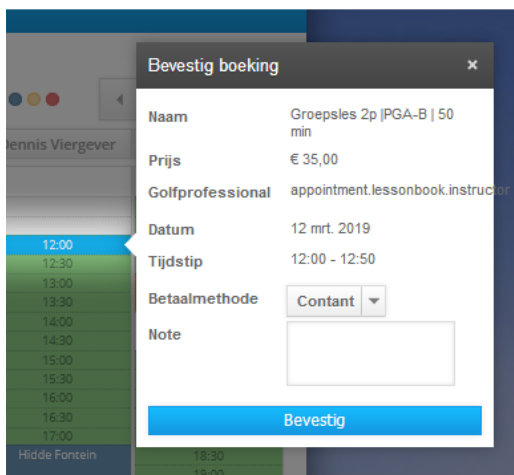 Bevestig boeking ×
Naam Groepsles 2p |PGA-B | 50
min
Prijs € 35,00
Golfprofessional appointment.lessonbook.instructor
Datum 12 mrt. 2019
Tijdstip 12:00 - 12:50
Betaalmethode Contant
Note
Bevestig
Dennis Viergever
12:00
12:30
13:00
13:30
14:00
14:30
15:00
15:30
16:00
16:30
17:00
Hidde Fontein 18:30
19:00